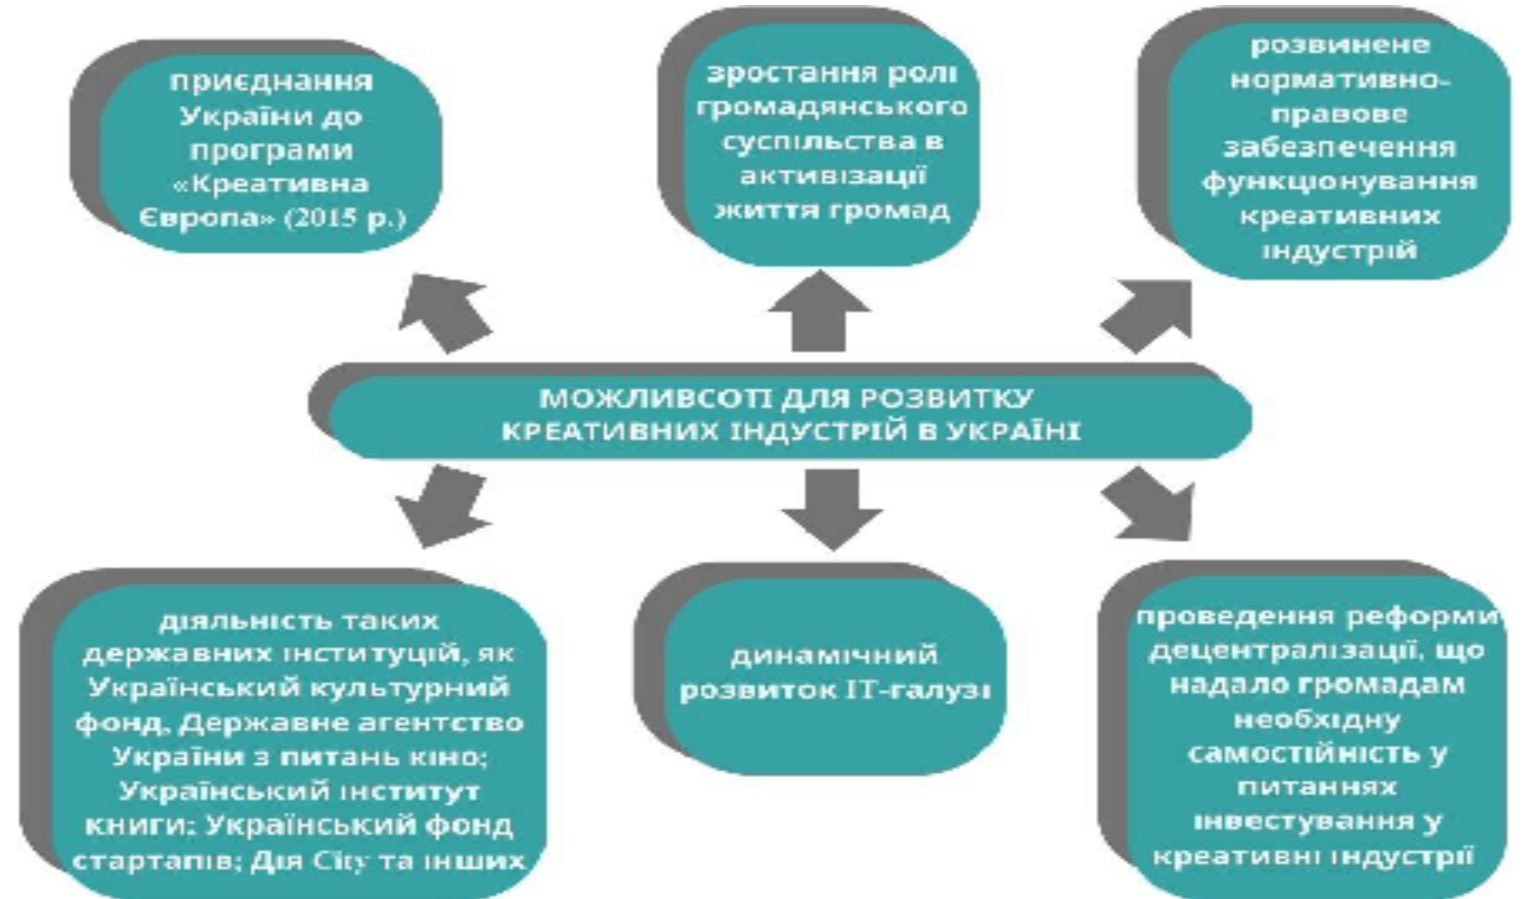 приєднання
України до
програми
«Креативна
Європа» (2015 р.)
зростання ролі
громадянського
суспільства в
активізації
життя громад
розвинене
нормативно-
правове
забезпечення
функціонування
креативних
індустрій
МОЖЛИВСОТІ ДЛЯ РОЗВИТКУ
КРЕАТИВНИХ ІНДУСТРІЙ В УКРАЇНІ
діяльність таких
державних інституцій, як
Український культурний
фонд, Державне агентство
України з питань кіно;
Український інститут
книги; Український фонд
стартапів; Дія City та інших
динамічний
розвиток ІТ-галузі
проведення реформи
децентралізації, що
надало громадам
необхідну
самостійність у
питаннях
інвестування у
креативні індустрії